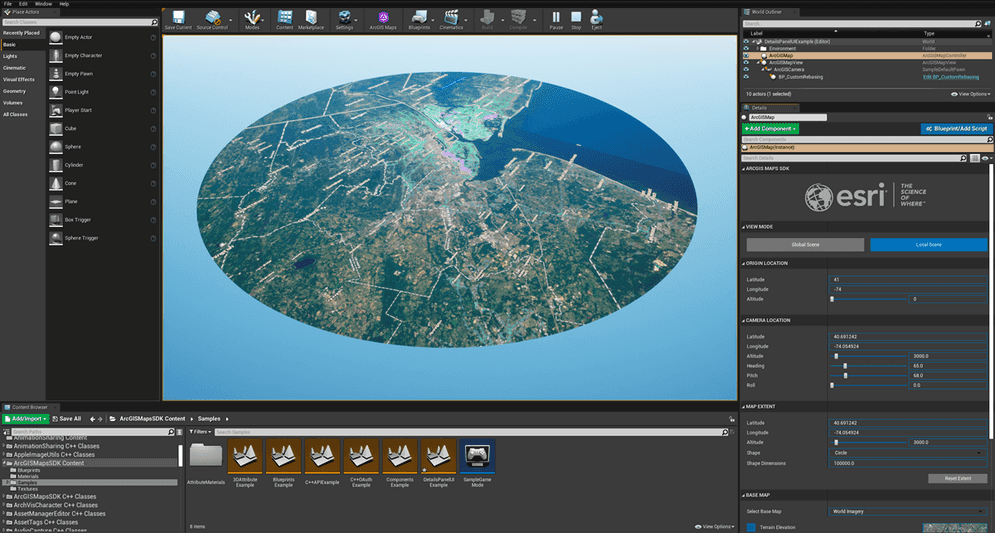 File Edit Window Help
Place Actors
Search Classes
Recently Placed
Basic
Lights
Cinematic
Visual Effects
Geometry
Volumes
All Classes
Empty Actor
Empty Character
Empty Pawn
Point Light
Player Start
Cube
Sphere
Cylinder
Cone
Plane
Box Trigger
Sphere Trigger
Save Current Source Control Modes Content Marketplace Settings ArcGIS Maps Blueprints Cinematics Build Compile Pause Stop Eject
World Outliner
Search...
Label Type
DetailsPanelUIExample (Editor) World
Environment Folder
ArcGISMap ArcGISMapController
ArcGISMapView ArcGISMapView
ArcGISCamera SampleDefaultPawn
BP_CustomRebasing Edit BP_CustomRebasing
10 actors (1 selected) View Options
Details
ArcGISMap
+Add Component Blueprint/Add Script
Search Components
ArcGISMap(Instance)
Search Details
ARCGIS MAPS SDK
esri THE SCIENCE OF WHERE™
VIEW MODE
Global Scene Local Scene
ORIGIN LOCATION
Latitude 41
Longitude -74
Altitude 0
CAMERA LOCATION
Latitude 40.691242
Longitude -74.054924
Altitude 3000.0
Heading 65.0
Pitch 68.0
Roll 0.0
MAP EXTENT
Latitude 40.691242
Longitude -74.054924
Altitude 3000.0
Shape Circle
Shape Dimensions 100000.0
Reset Extent
BASE MAP
Select Base Map World Imagery
Terrain Elevation
Content Browser
Add/Import Save All ArcGISMapsSDK Content Samples
Search Paths Filters Search Samples
AnimationSharing Content
AnimationSharing C++ Classes
AppleImageUtils C++ Classes
ArcGISMapsSDK Content
Blueprints
Materials
Samples
Textures
ArcGISMapsSDK C++ Classes
ArchVisCharacter C++ Classes
AssetManagerEditor C++ Classes
AssetTags C++ Classes
AudioCapture C++ Classes
AttributeMaterials
3DAttribute Example
Blueprints Example
C++APIExample
C++OAuth Example
Components Example
DetailsPanelUI Example
SampleGame Mode
8 items View Options